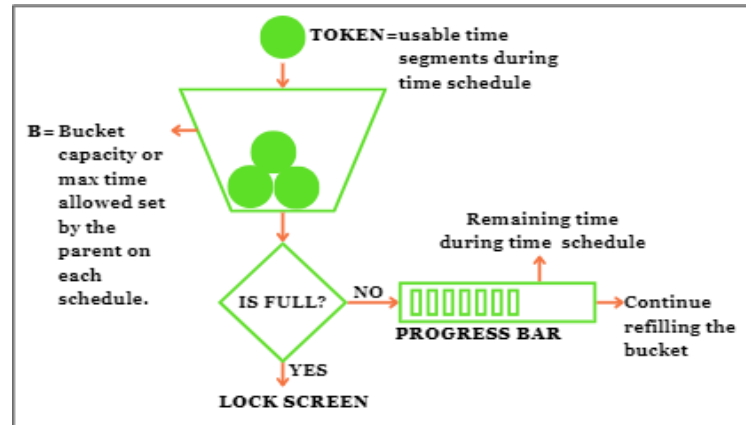 TOKEN=usable time
segments during
time schedule
B= Bucket
capacity or
max time
allowed set
by the
parent on
each
schedule.
Remaining time
during time schedule
IS FULL?
NO
PROGRESS BAR
Continue
refilling the
bucket
YES
LOCK SCREEN